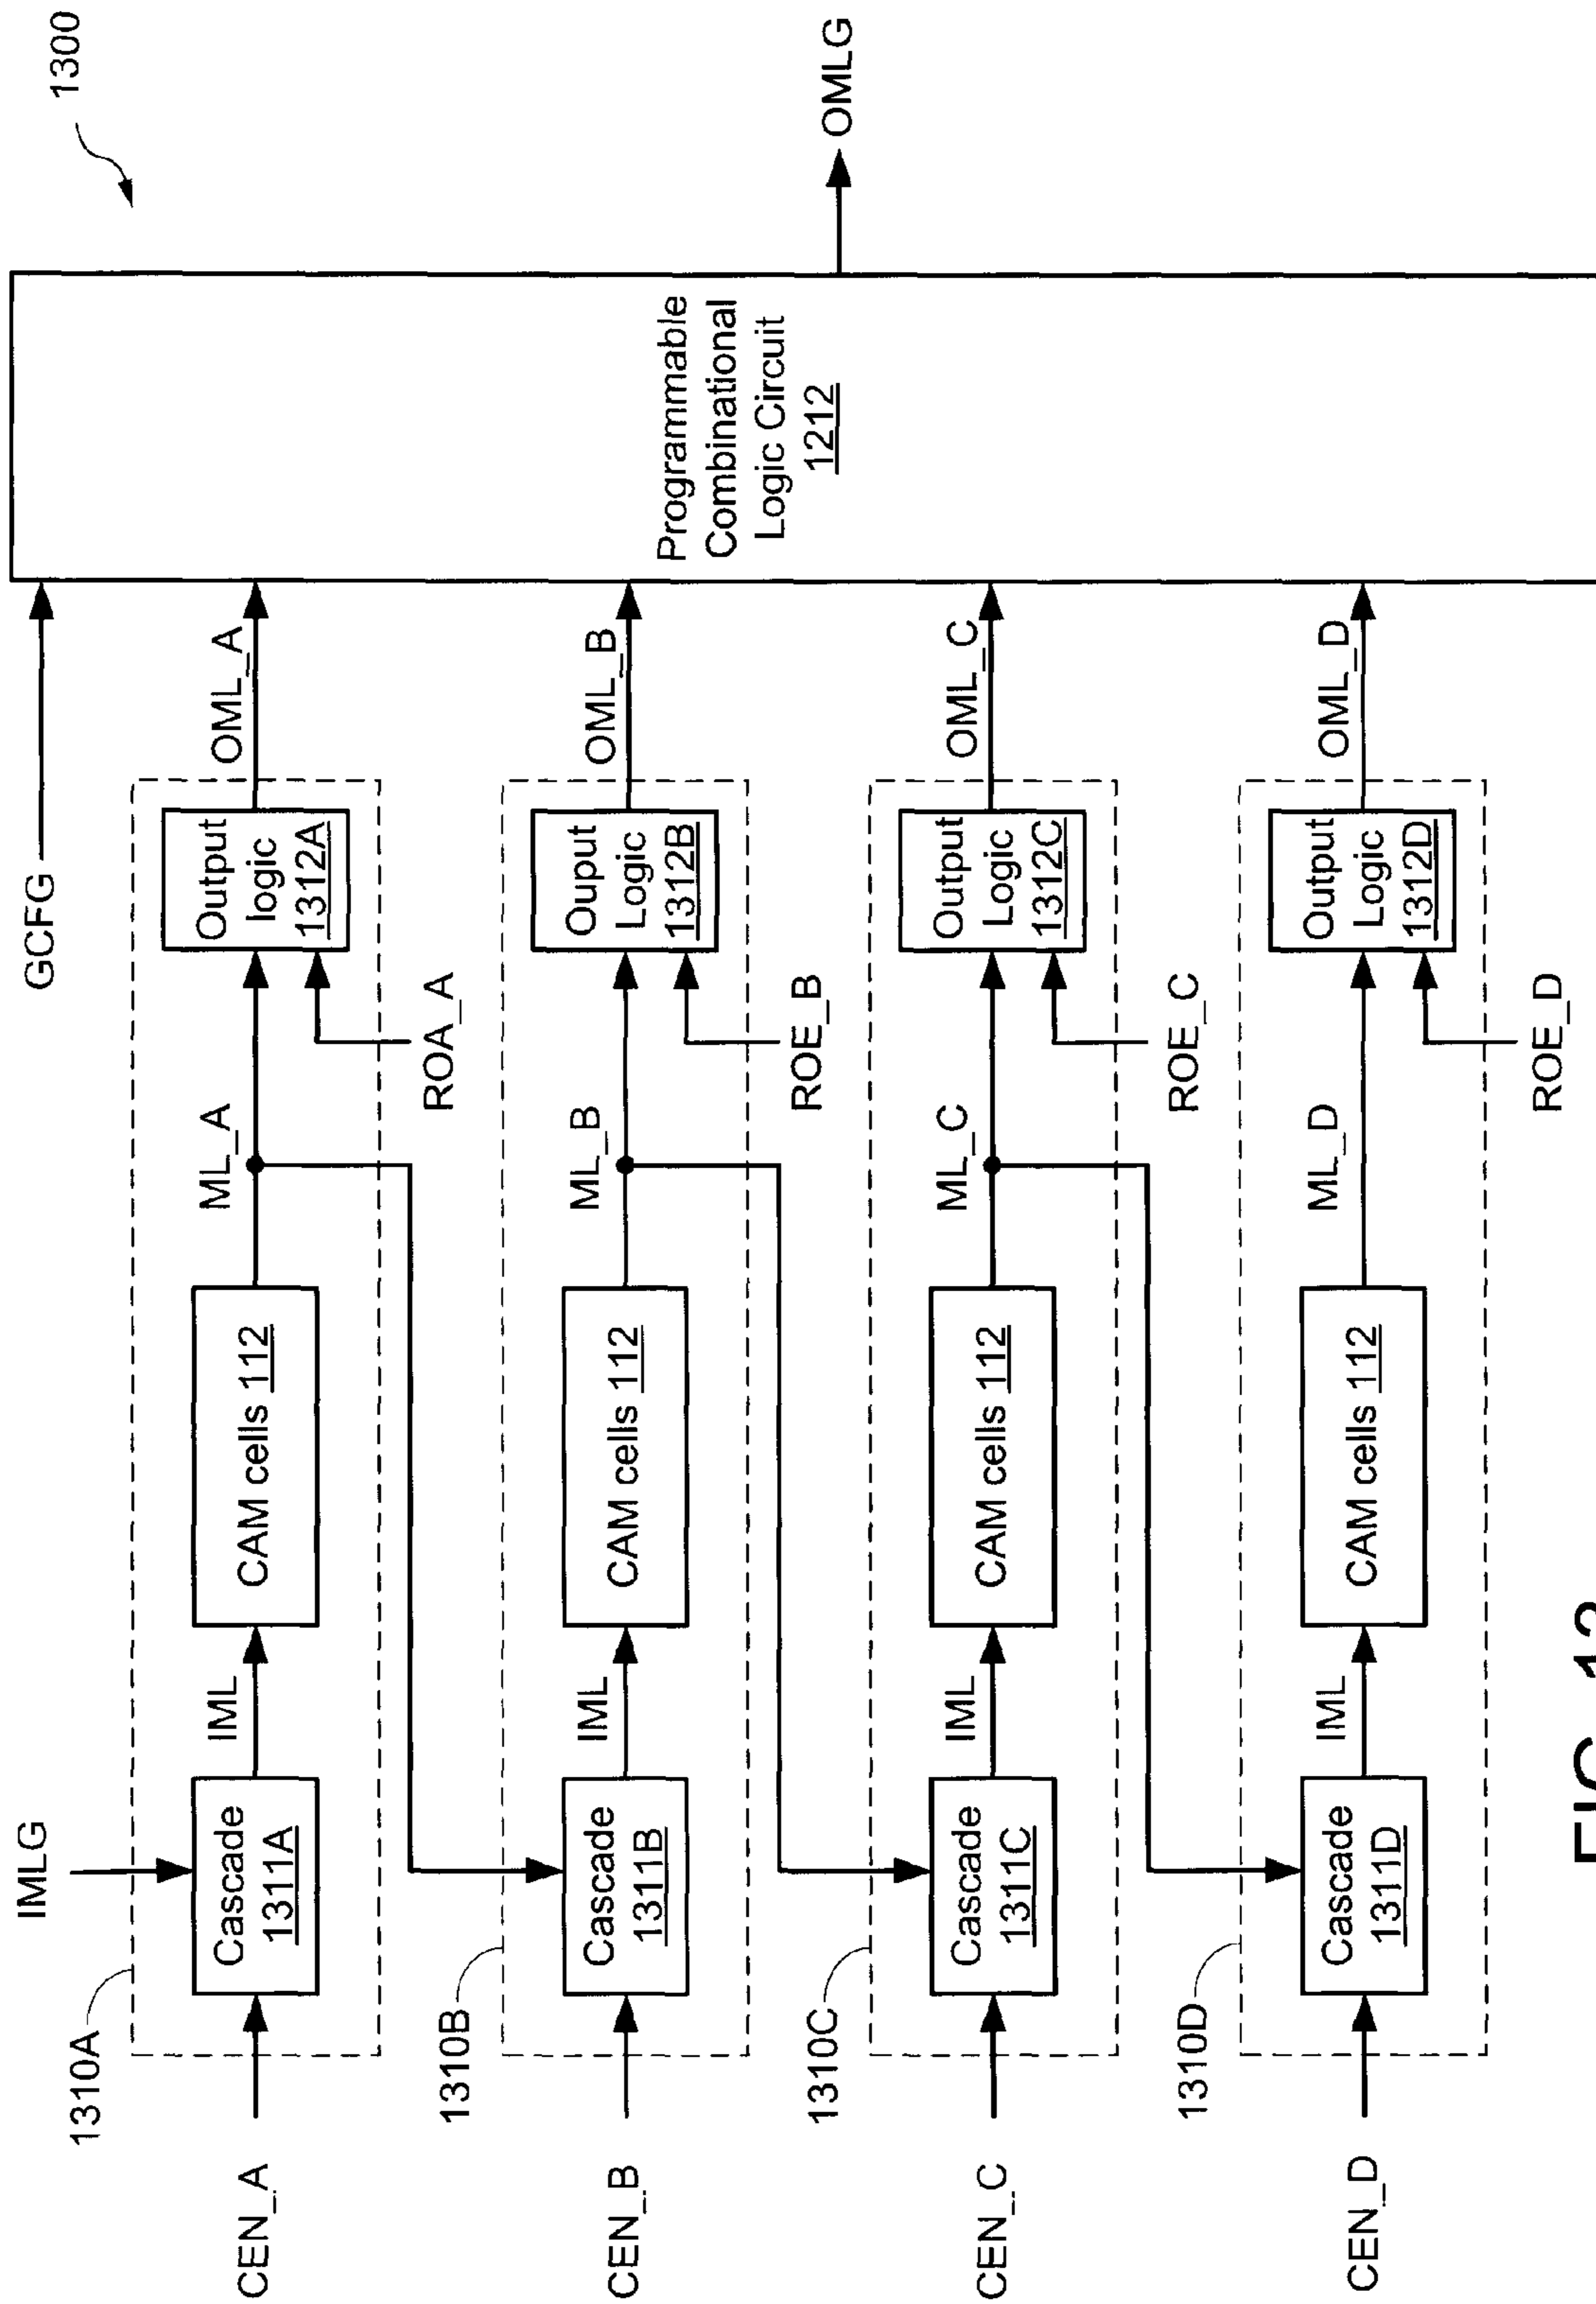 1300
GCFG
IMLG
1310A
CEN_A
Cascade
1311A
IML
CAM cells 112
ML_A
ROA_A
Output
logic
1312A
OML_A
1310B
CEN_B
Cascade
1311B
IML
CAM cells 112
ML_B
ROE_B
Ouput
Logic
1312B
OML_B
1310C
CEN_C
Cascade
1311C
IML
CAM cells 112
ML_C
ROE_C
Output
Logic
1312C
OML_C
1310D
CEN_D
Cascade
1311D
IML
CAM cells 112
ML_D
ROE_D
Output
Logic
1312D
OML_D
Programmable
Combinational
Logic Circuit
1212
OMLG
FIG. 13